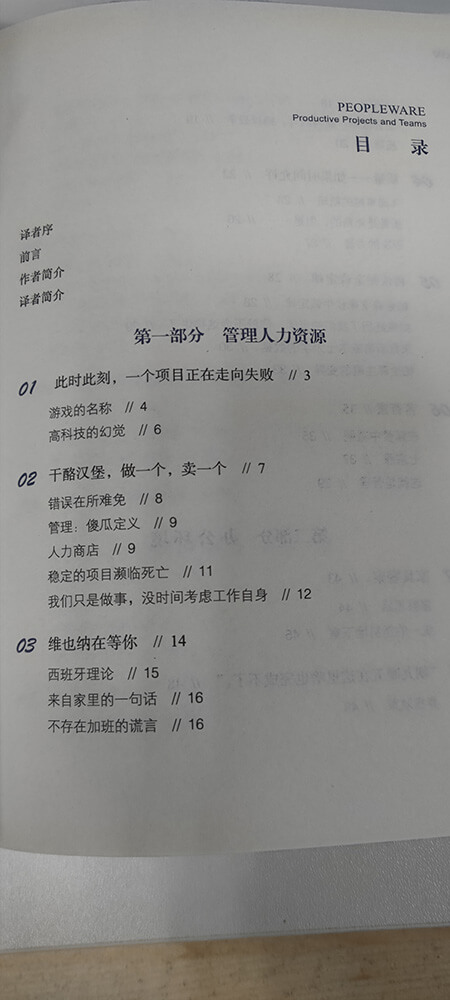 PEOPLEWARE
Productive Projects and Teams
目 录
译者序
前言
作者简介
译者简介
第一部分 管理人力资源
01 此时此刻，一个项目正在走向失败 // 3
游戏的名称 // 4
高科技的幻觉 // 6
02 干酪汉堡，做一个，卖一个 // 7
错误在所难免 // 8
管理：傻瓜定义 // 9
人力商店 // 9
稳定的项目濒临死亡 // 11
我们只是做事，没时间考虑工作自身 // 12
03 维也纳在等你 // 14
西班牙理论 // 15
来自家里的一句话 // 16
不存在加班的谎言 // 16